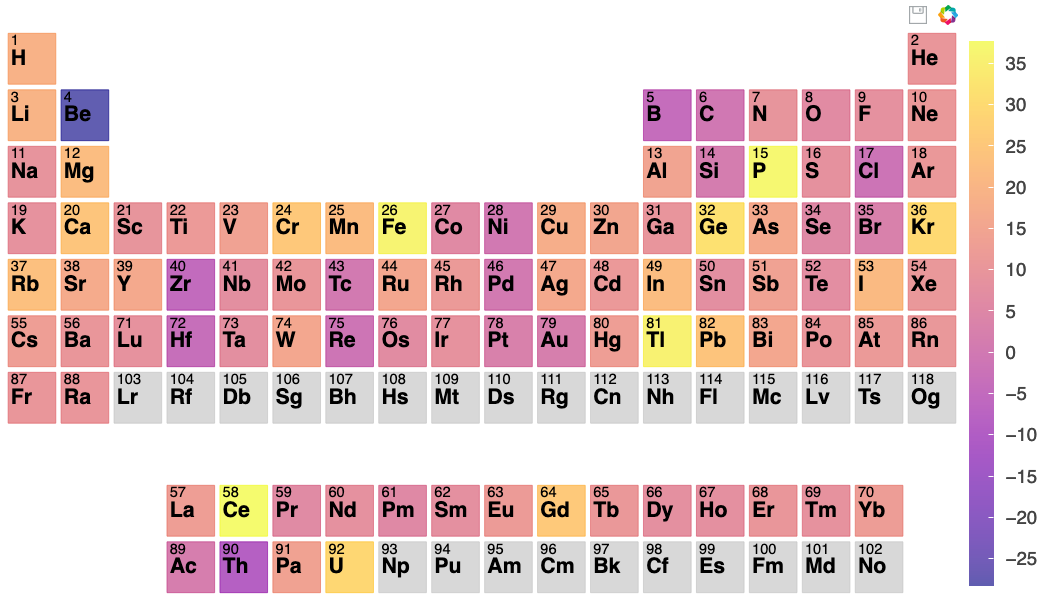 1 2
H He
3 4 5 6 7 8 9 10
Li Be B C N O F Ne
11 12 13 14 15 16 17 18
Na Mg Al Si P S Cl Ar
19 20 21 22 23 24 25 26 27 28 29 30 31 32 33 34 35 36
K Ca Sc Ti V Cr Mn Fe Co Ni Cu Zn Ga Ge As Se Br Kr
37 38 39 40 41 42 43 44 45 46 47 48 49 50 51 52 53 54
Rb Sr Y Zr Nb Mo Tc Ru Rh Pd Ag Cd In Sn Sb Te I Xe
55 56 71 72 73 74 75 76 77 78 79 80 81 82 83 84 85 86
Cs Ba Lu Hf Ta W Re Os Ir Pt Au Hg Tl Pb Bi Po At Rn
87 88 103 104 105 106 107 108 109 110 111 112 113 114 115 116 117 118
Fr Ra Lr Rf Db Sg Bh Hs Mt Ds Rg Cn Nh Fl Mc Lv Ts Og
57 58 59 60 61 62 63 64 65 66 67 68 69 70
La Ce Pr Nd Pm Sm Eu Gd Tb Dy Ho Er Tm Yb
89 90 91 92 93 94 95 96 97 98 99 100 101 102
Ac Th Pa U Np Pu Am Cm Bk Cf Es Fm Md No
35
30
25
20
15
10
5
0
−5
−10
−15
−20
−25